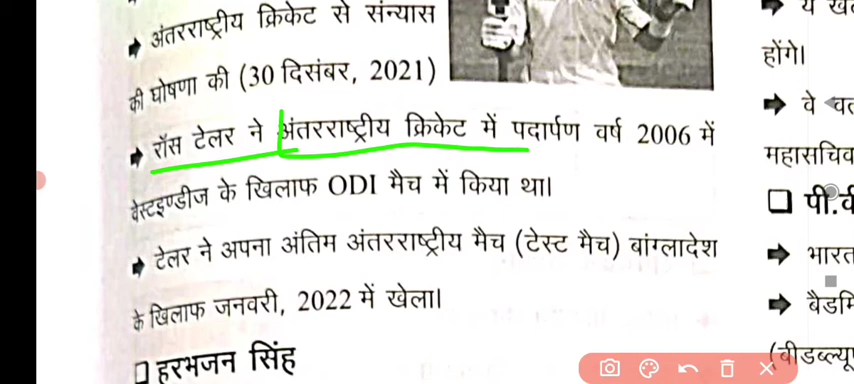 अंतरराष्ट्रीय क्रिकेट से संन्यास
की घोषणा की (30 दिसंबर, 2021)
रॉस टेलर ने अंतरराष्ट्रीय क्रिकेट में पदार्पण वर्ष 2006 में
वेस्टइण्डीज के खिलाफ ODI मैच में किया था।
टेलर ने अपना अंतिम अंतरराष्ट्रीय मैच (टेस्ट मैच) बांग्लादेश
के खिलाफ जनवरी, 2022 में खेला।
हरभजन सिंह
होंगे।
वे
महासचिव
भारत